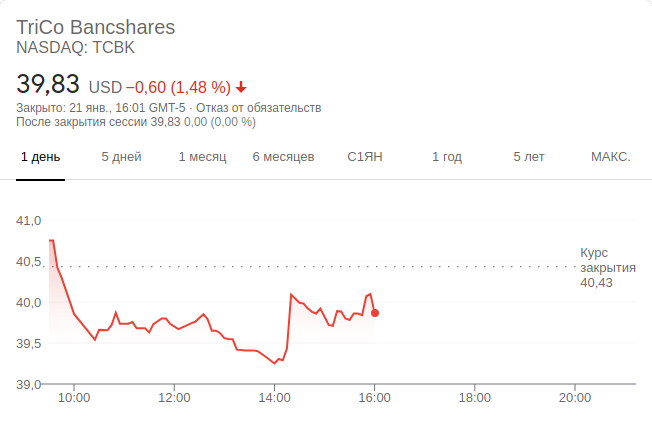 TriCo Bancshares
NASDAQ: TCBK
39,83 USD −0,60 (1,48 %)
Закрыто: 21 янв., 16:01 GMT-5 · Отказ от обязательств
После закрытия сессии 39,83 0,00 (0,00 %)
1 день 5 дней 1 месяц 6 месяцев С1ЯН 1 год 5 лет МАКС.
41,0
40,5
40,0
39,5
39,0
Курс
закрытия
40,43
10:00 12:00 14:00 16:00 18:00 20:00